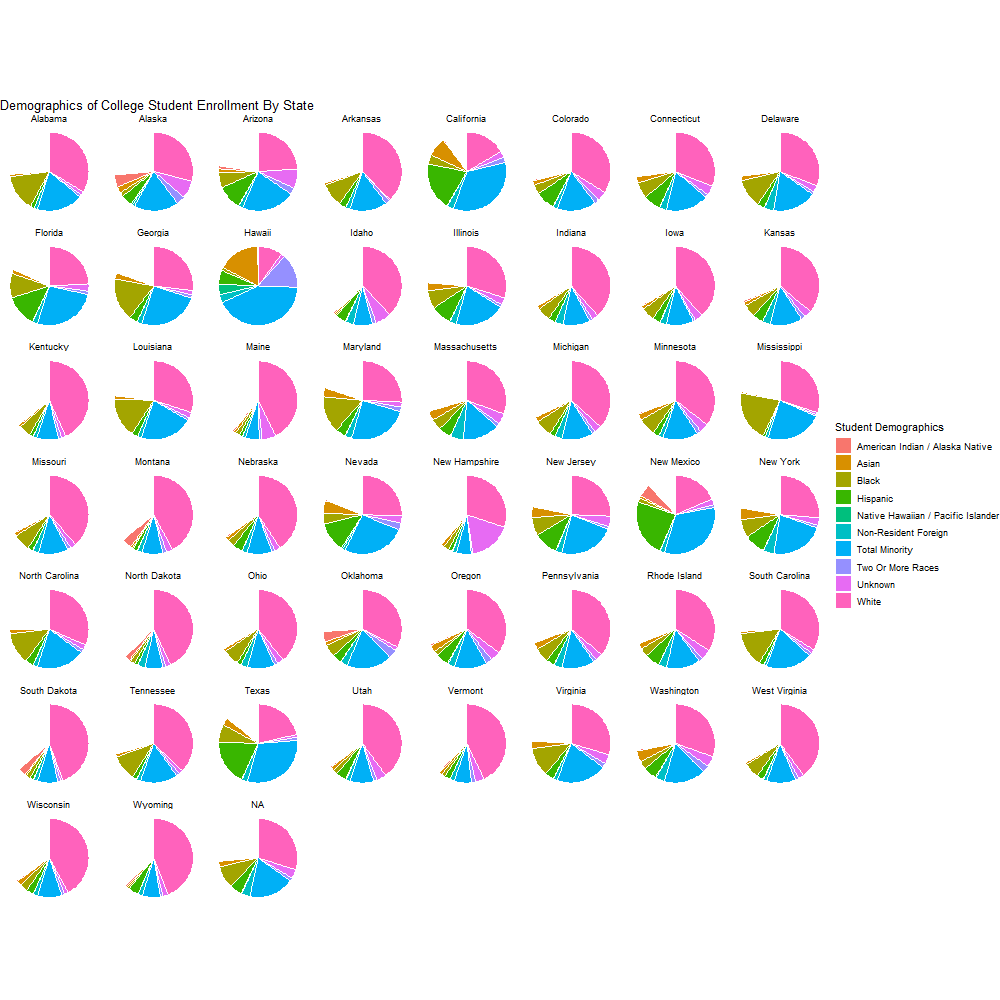 Demographics of College Student Enrollment By State
Alabama Alaska Arizona Arkansas California Colorado Connecticut Delaware
Florida Georgia Hawaii Idaho Illinois Indiana Iowa Kansas
Kentucky Louisiana Maine Maryland Massachusetts Michigan Minnesota Mississippi
Missouri Montana Nebraska Nevada New Hampshire New Jersey New Mexico New York
North Carolina North Dakota Ohio Oklahoma Oregon Pennsylvania Rhode Island South Carolina
South Dakota Tennessee Texas Utah Vermont Virginia Washington West Virginia
Wisconsin Wyoming NA
Student Demographics
American Indian / Alaska Native
Asian
Black
Hispanic
Native Hawaiian / Pacific Islander
Non-Resident Foreign
Total Minority
Two Or More Races
Unknown
White